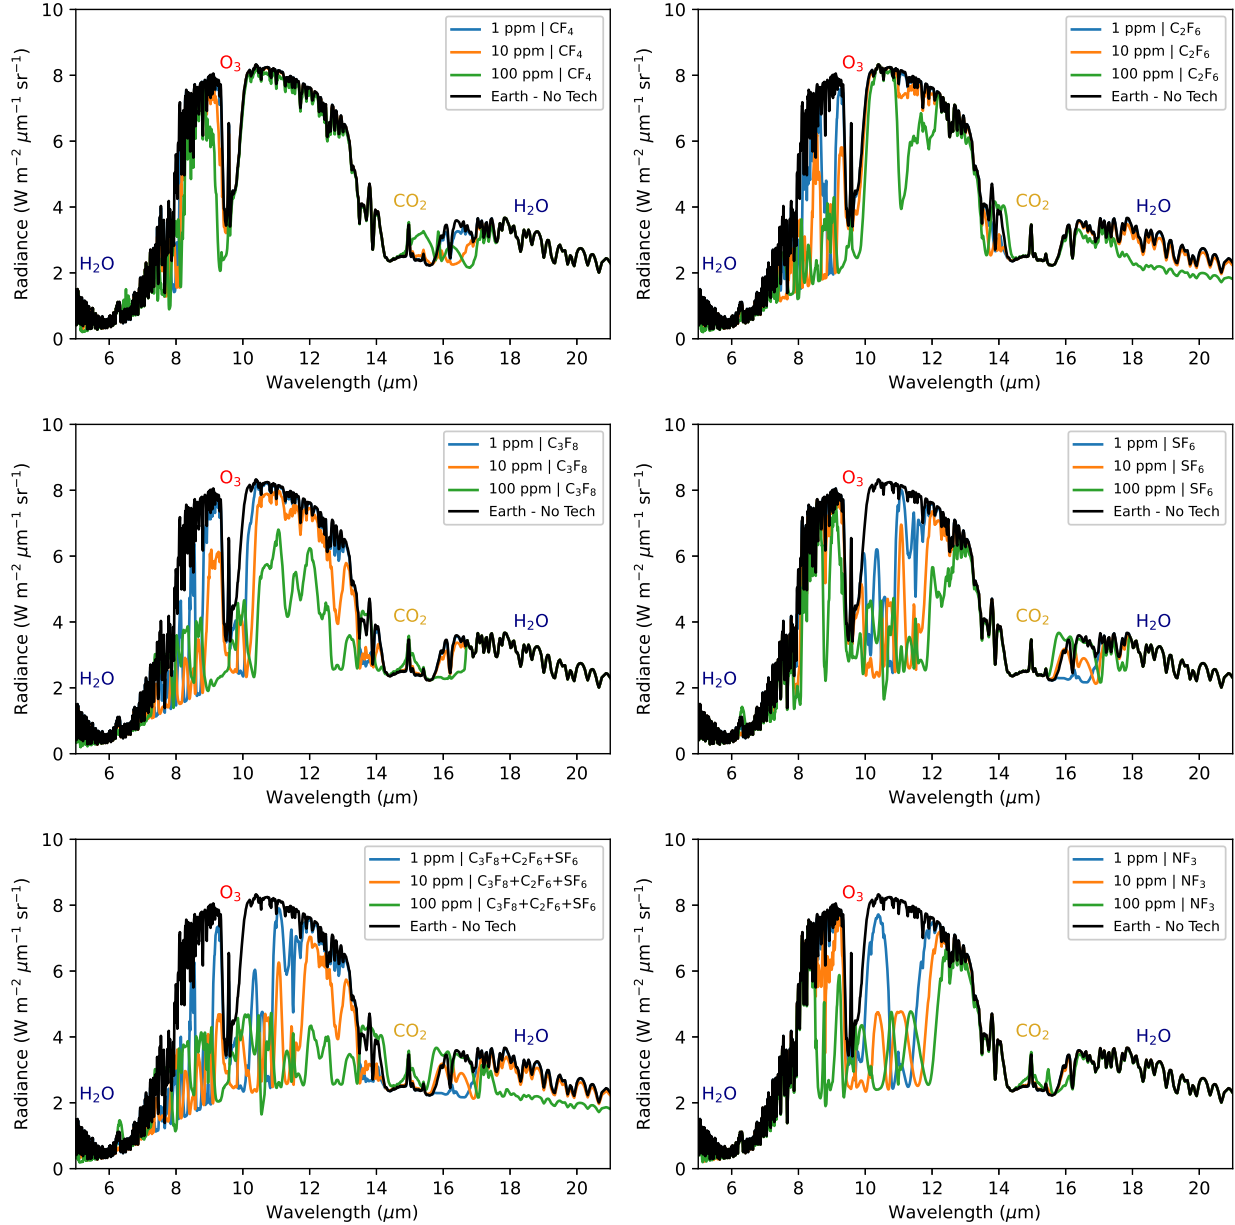 1 ppm | CF₄
10 ppm | CF₄
100 ppm | CF₄
Earth - No Tech
O₃
CO₂
H₂O
H₂O
10
8
6
4
2
0
6 8 10 12 14 16 18 20
Radiance (W m⁻² μm⁻¹ sr⁻¹)
Wavelength (μm)
1 ppm | C₂F₆
10 ppm | C₂F₆
100 ppm | C₂F₆
Earth - No Tech
O₃
CO₂
H₂O
H₂O
10
8
6
4
2
0
6 8 10 12 14 16 18 20
Radiance (W m⁻² μm⁻¹ sr⁻¹)
Wavelength (μm)
1 ppm | C₃F₈
10 ppm | C₃F₈
100 ppm | C₃F₈
Earth - No Tech
O₃
CO₂
H₂O
H₂O
10
8
6
4
2
0
6 8 10 12 14 16 18 20
Radiance (W m⁻² μm⁻¹ sr⁻¹)
Wavelength (μm)
1 ppm | SF₆
10 ppm | SF₆
100 ppm | SF₆
Earth - No Tech
O₃
CO₂
H₂O
H₂O
10
8
6
4
2
0
6 8 10 12 14 16 18 20
Radiance (W m⁻² μm⁻¹ sr⁻¹)
Wavelength (μm)
1 ppm | C₃F₈+C₂F₆+SF₆
10 ppm | C₃F₈+C₂F₆+SF₆
100 ppm | C₃F₈+C₂F₆+SF₆
Earth - No Tech
O₃
CO₂
H₂O
H₂O
10
8
6
4
2
0
6 8 10 12 14 16 18 20
Radiance (W m⁻² μm⁻¹ sr⁻¹)
Wavelength (μm)
1 ppm | NF₃
10 ppm | NF₃
100 ppm | NF₃
Earth - No Tech
O₃
CO₂
H₂O
H₂O
10
8
6
4
2
0
6 8 10 12 14 16 18 20
Radiance (W m⁻² μm⁻¹ sr⁻¹)
Wavelength (μm)